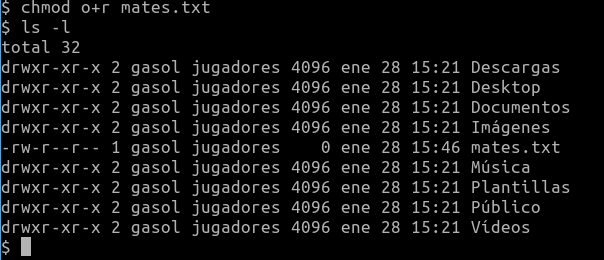 $ chmod o+r mates.txt
$ ls -l
total 32
drwxr-xr-x 2 gasol jugadores 4096 ene 28 15:21 Descargas
drwxr-xr-x 2 gasol jugadores 4096 ene 28 15:21 Desktop
drwxr-xr-x 2 gasol jugadores 4096 ene 28 15:21 Documentos
drwxr-xr-x 2 gasol jugadores 4096 ene 28 15:21 Imágenes
-rw-r--r-- 1 gasol jugadores    0 ene 28 15:46 mates.txt
drwxr-xr-x 2 gasol jugadores 4096 ene 28 15:21 Música
drwxr-xr-x 2 gasol jugadores 4096 ene 28 15:21 Plantillas
drwxr-xr-x 2 gasol jugadores 4096 ene 28 15:21 Público
drwxr-xr-x 2 gasol jugadores 4096 ene 28 15:21 Vídeos
$